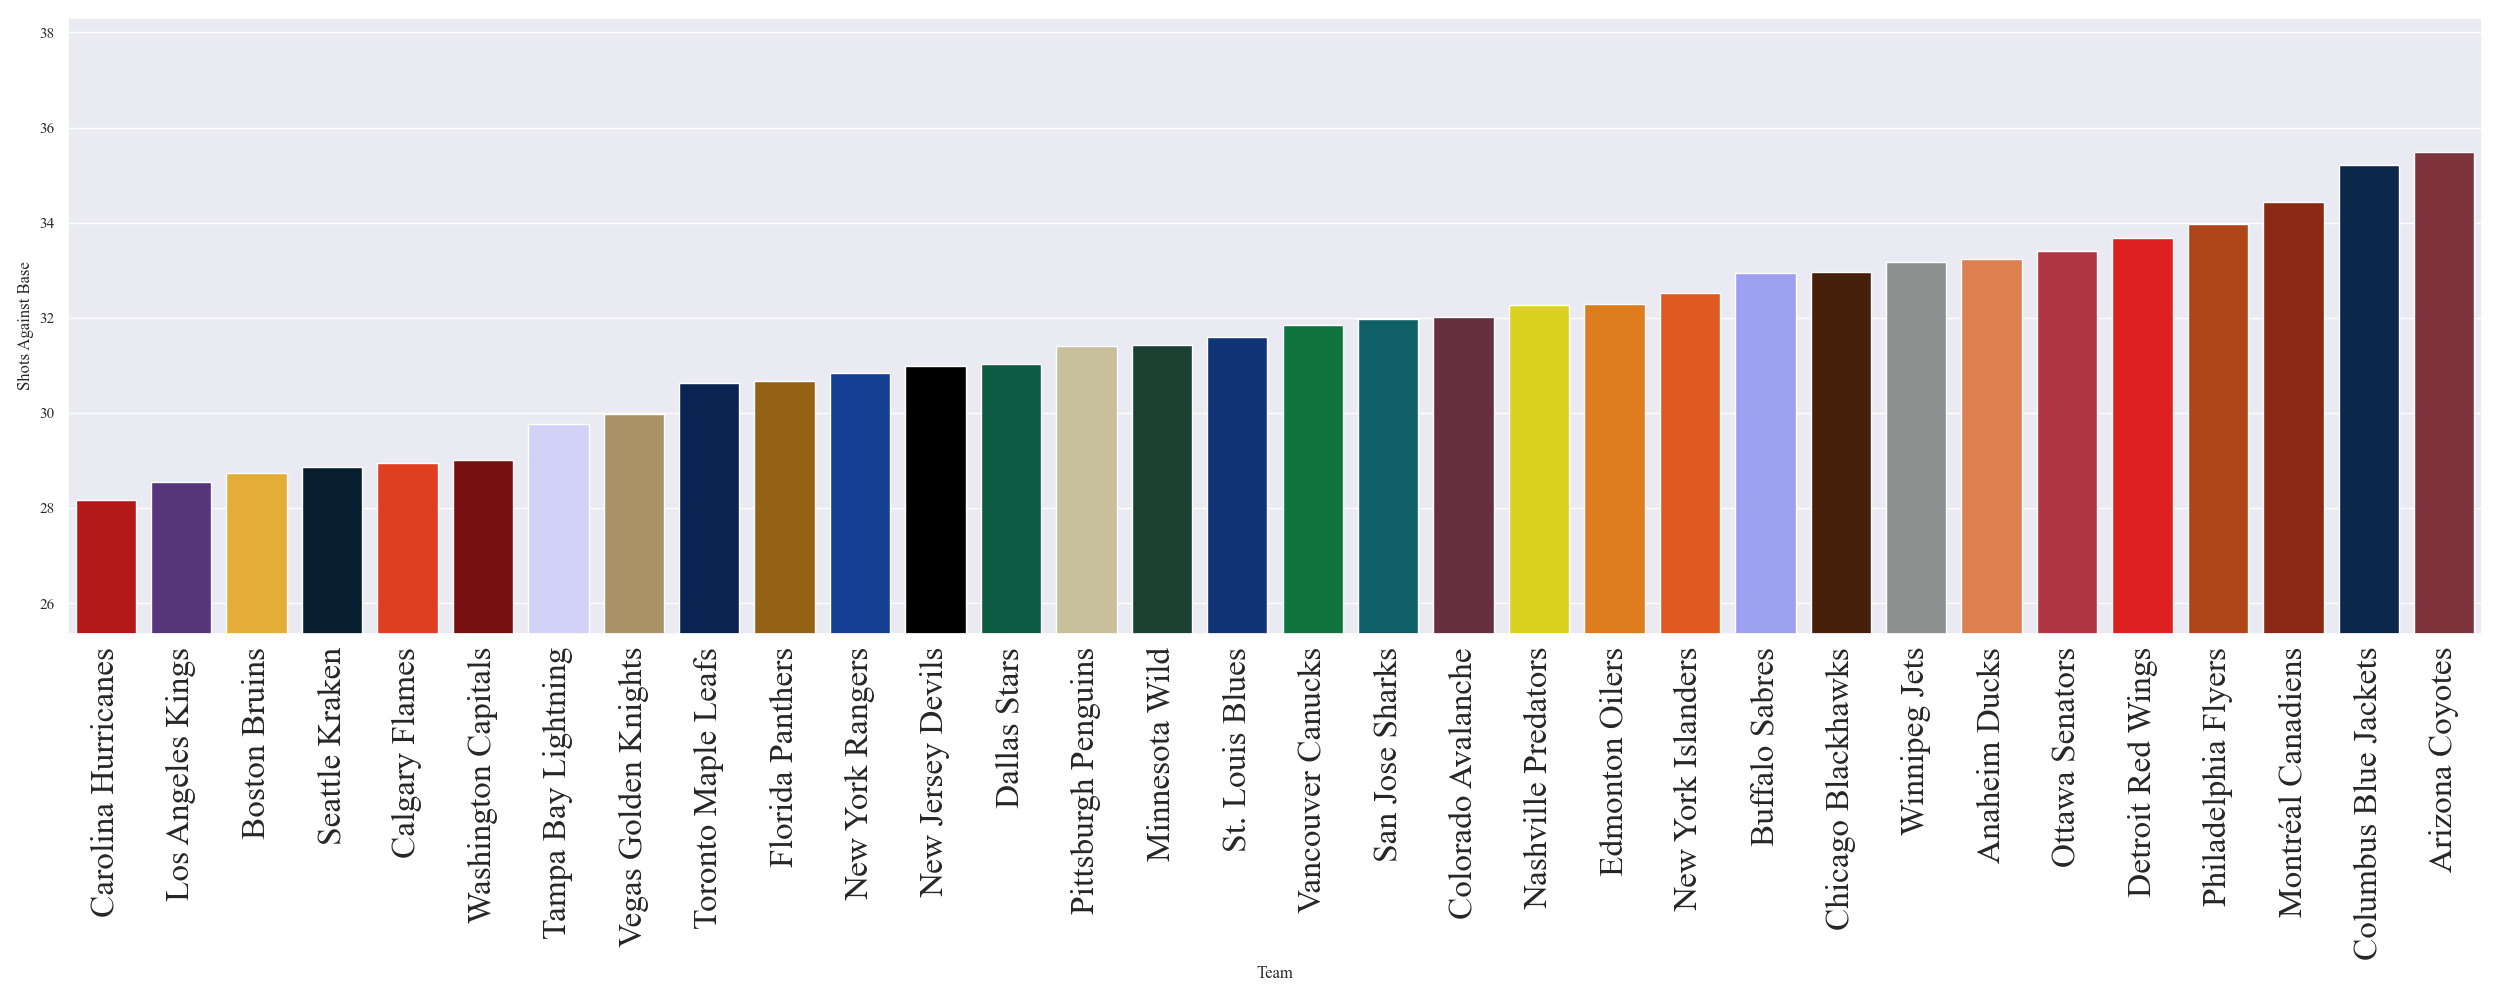 38
36
34
32
30
28
26
Shots Against Base
Carolina Hurricanes
Los Angeles Kings
Boston Bruins
Seattle Kraken
Calgary Flames
Washington Capitals
Tampa Bay Lightning
Vegas Golden Knights
Toronto Maple Leafs
Florida Panthers
New York Rangers
New Jersey Devils
Dallas Stars
Pittsburgh Penguins
Minnesota Wild
St. Louis Blues
Vancouver Canucks
San Jose Sharks
Colorado Avalanche
Nashville Predators
Edmonton Oilers
New York Islanders
Buffalo Sabres
Chicago Blackhawks
Winnipeg Jets
Anaheim Ducks
Ottawa Senators
Detroit Red Wings
Philadelphia Flyers
Montréal Canadiens
Columbus Blue Jackets
Arizona Coyotes
Team